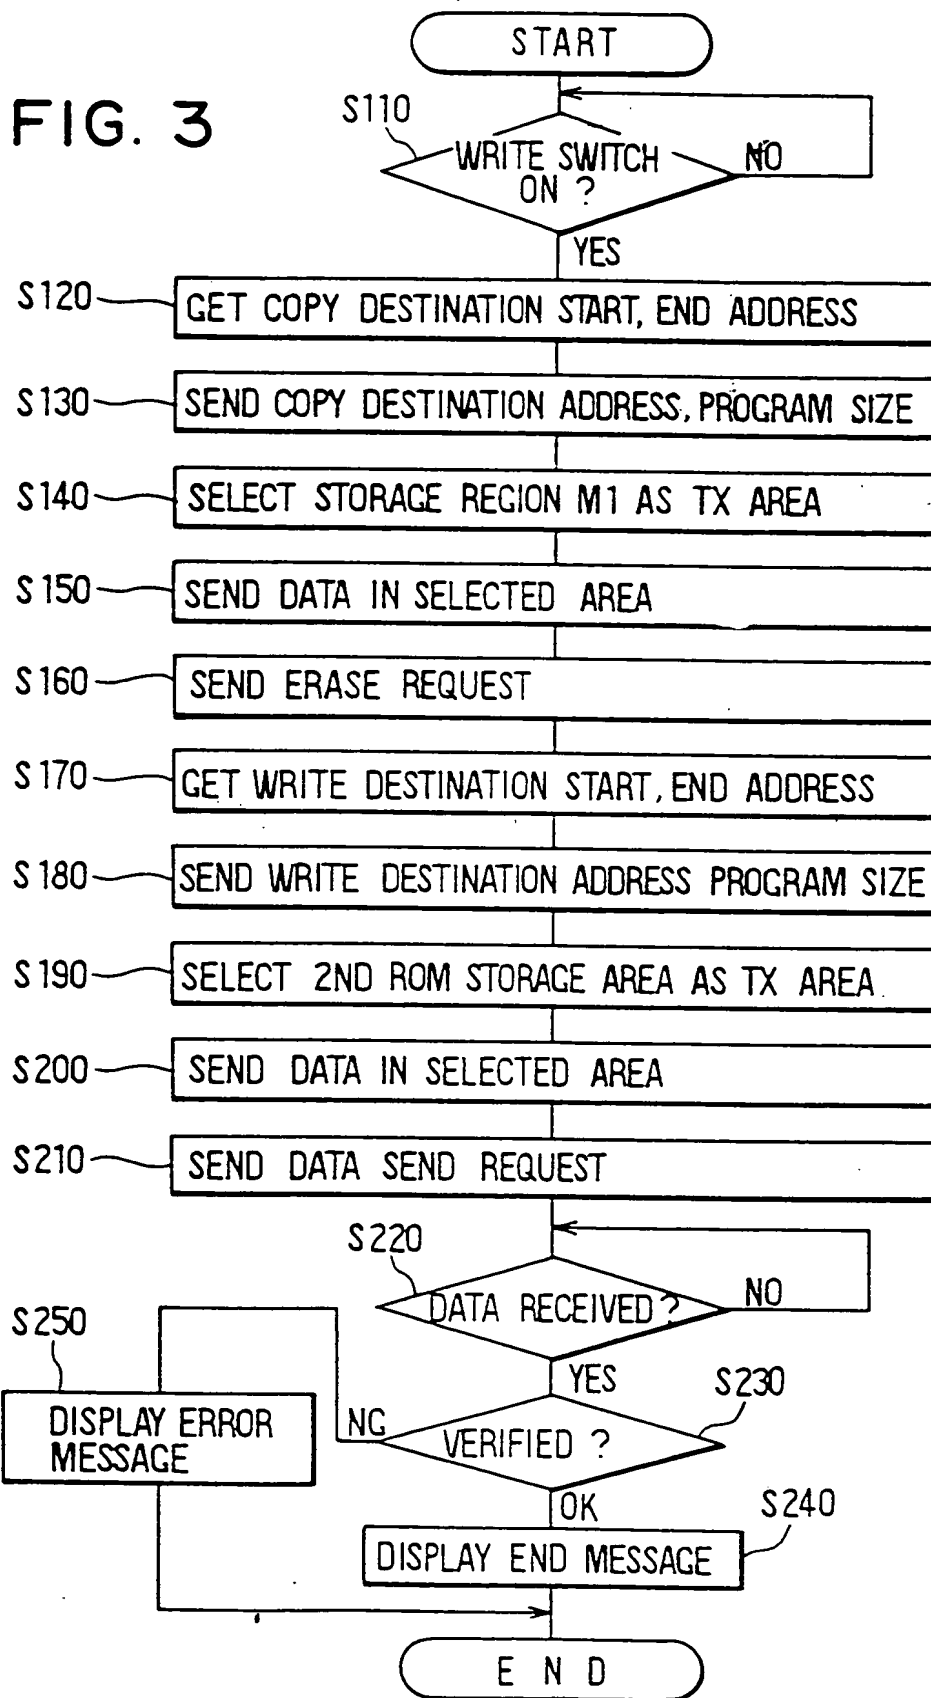 START
FIG. 3
S110
WRITE SWITCH
ON ?
NO
YES
S120
GET COPY DESTINATION START, END ADDRESS
S130
SEND COPY DESTINATION ADDRESS, PROGRAM SIZE
S140
SELECT STORAGE REGION M1 AS TX AREA
S150
SEND DATA IN SELECTED AREA
S160
SEND ERASE REQUEST
S170
GET WRITE DESTINATION START, END ADDRESS
S180
SEND WRITE DESTINATION ADDRESS PROGRAM SIZE
S190
SELECT 2ND ROM STORAGE AREA AS TX AREA
S200
SEND DATA IN SELECTED AREA
S210
SEND DATA SEND REQUEST
S220
DATA RECEIVED ?
NO
YES
S230
VERIFIED ?
NG
S250
DISPLAY ERROR
MESSAGE
OK
S240
DISPLAY END MESSAGE
END